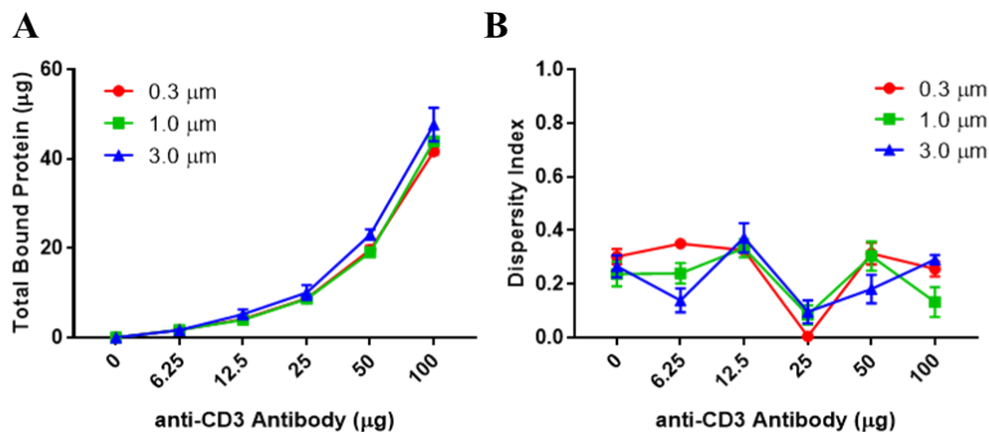 A
B
Total Bound Protein (μg)
60
40
20
0
0.3 μm
1.0 μm
3.0 μm
0
6.25
12.5
25
50
100
anti-CD3 Antibody (μg)
Dispersity Index
1.0
0.8
0.6
0.4
0.2
0.0
0.3 μm
1.0 μm
3.0 μm
0
6.25
12.5
25
50
100
anti-CD3 Antibody (μg)